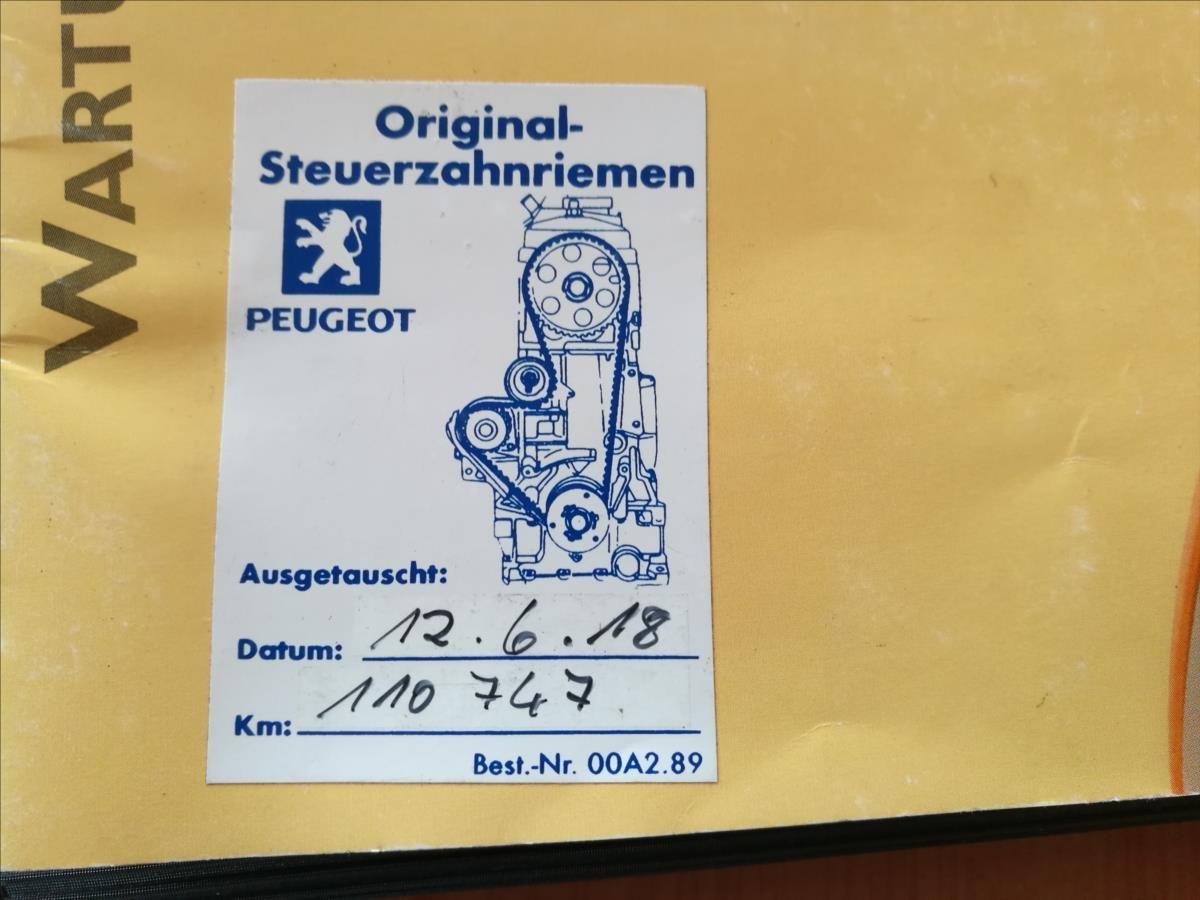 WARTU
Original-
Steuerzahnriemen
PEUGEOT
Ausgetauscht:
Datum: 12.6.18
Km: 110 747
Best.-Nr. 00A2.89